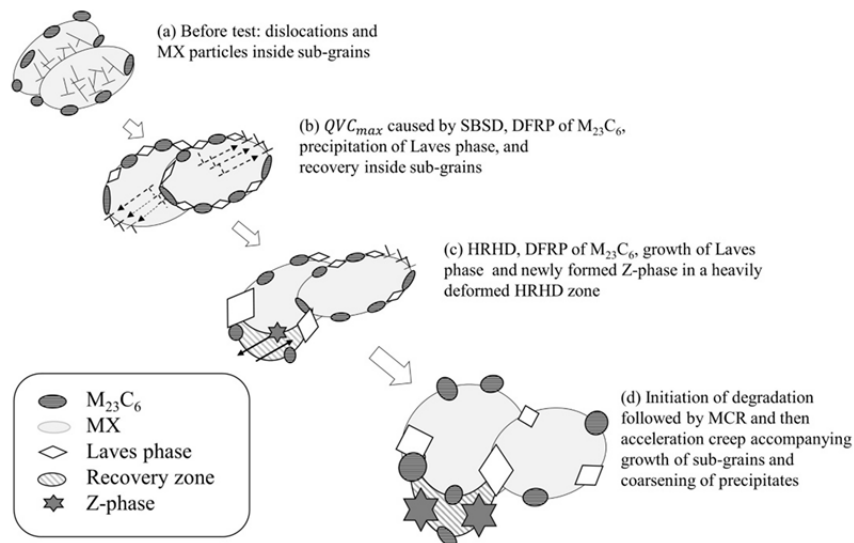 (a) Before test: dislocations and
MX particles inside sub-grains
(b) QVCmax caused by SBSD, DFRP of M23C6,
precipitation of Laves phase, and
recovery inside sub-grains
(c) HRHD, DFRP of M23C6, growth of Laves
phase and newly formed Z-phase in a heavily
deformed HRHD zone
(d) Initiation of degradation
followed by MCR and then
acceleration creep accompanying
growth of sub-grains and
coarsening of precipitates
M23C6
MX
Laves phase
Recovery zone
Z-phase